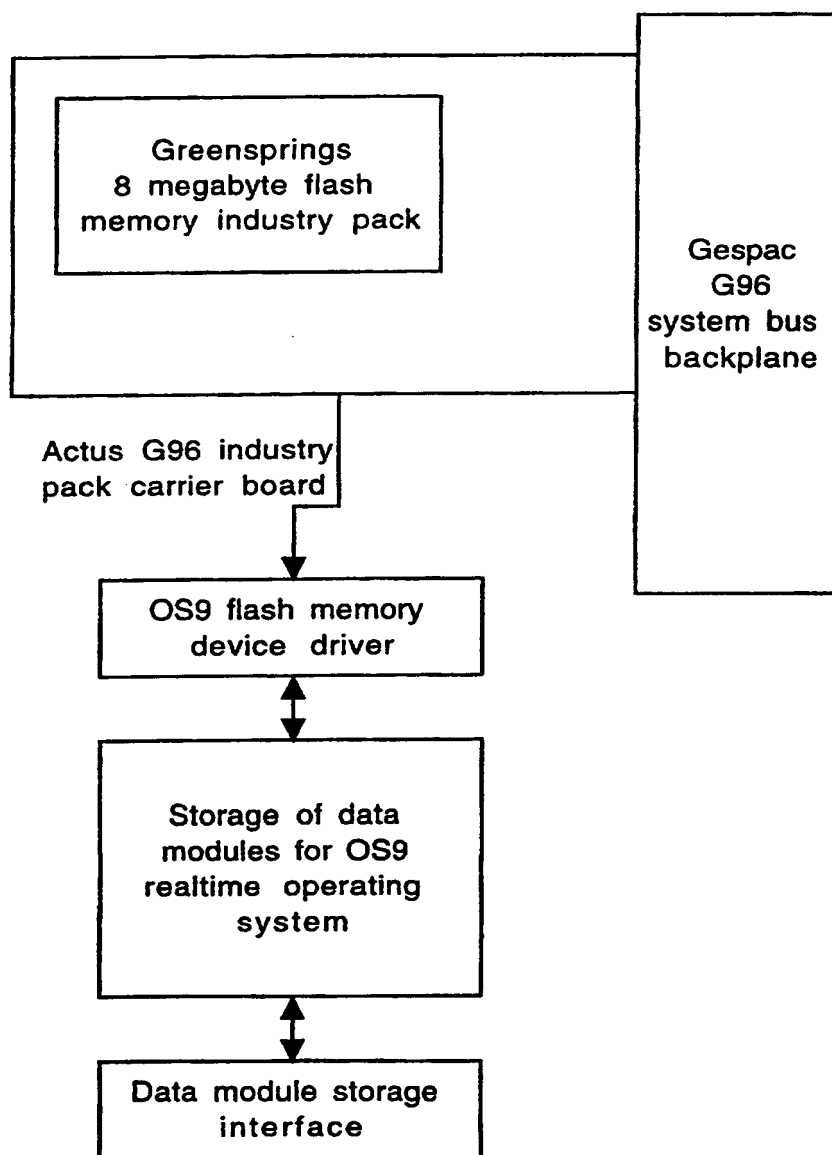 Greensprings
8 megabyte flash
memory industry pack
Gespac
G96
system bus
backplane
Actus G96 industry
pack carrier board
OS9 flash memory
device driver
Storage of data
modules for OS9
realtime operating
system
Data module storage
interface